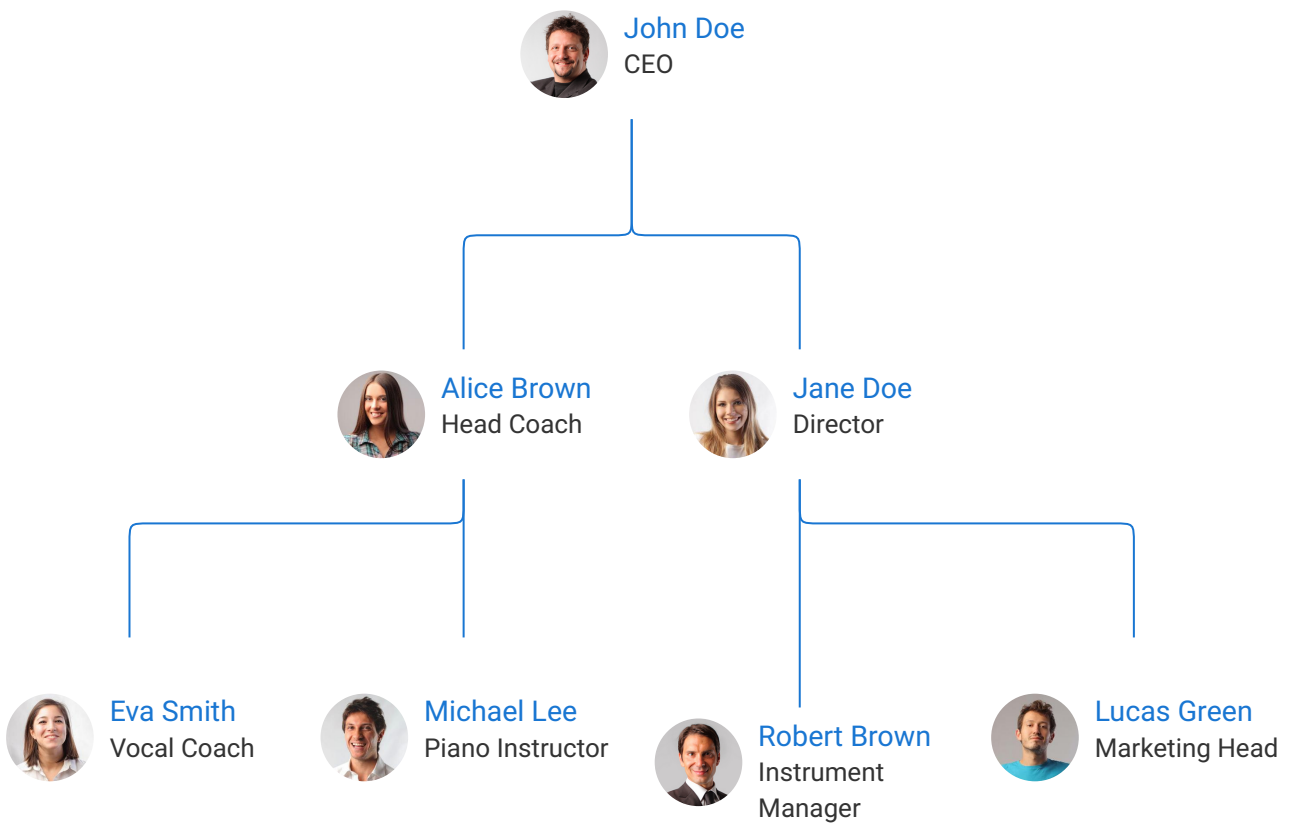 John Doe
CEO
Alice Brown
Head Coach
Jane Doe
Director
Eva Smith
Vocal Coach
Michael Lee
Piano Instructor
Robert Brown
Instrument
Manager
Lucas Green
Marketing Head